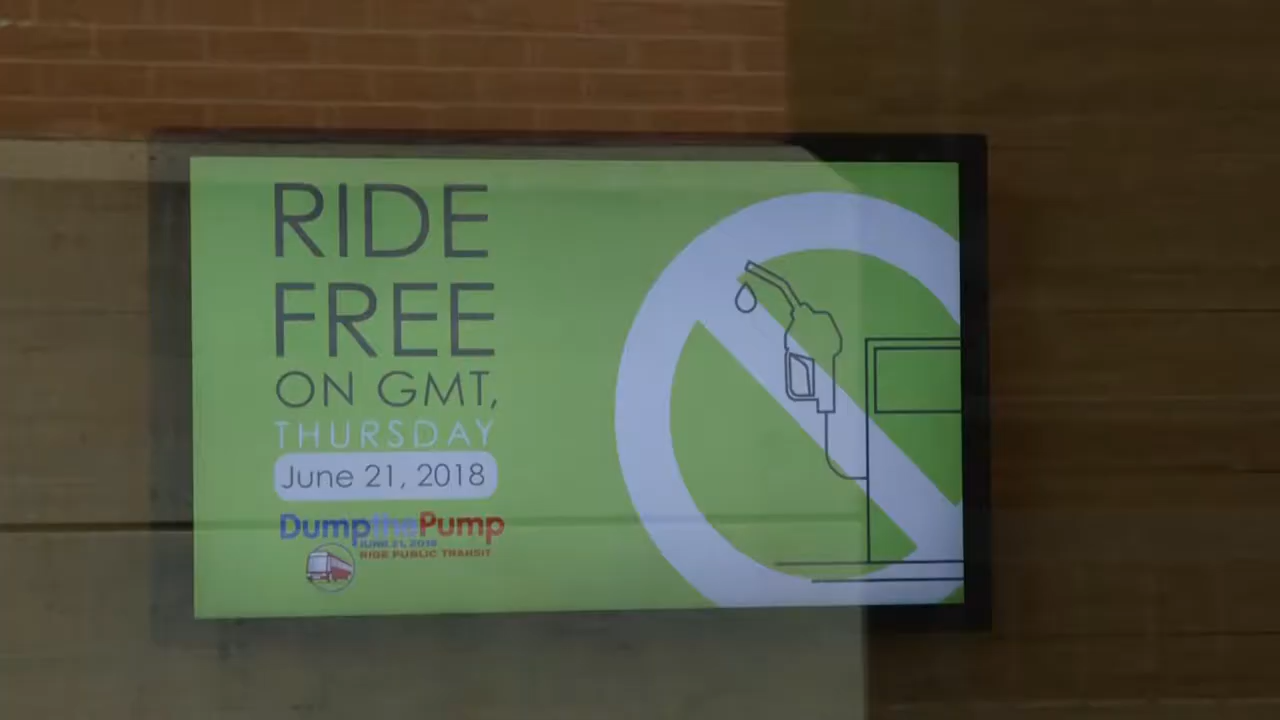 RIDE
FREE
ON GMT,
THURSDAY
June 21, 2018
DumpthePump
JUNE 21, 2018
RIDE PUBLIC TRANSIT